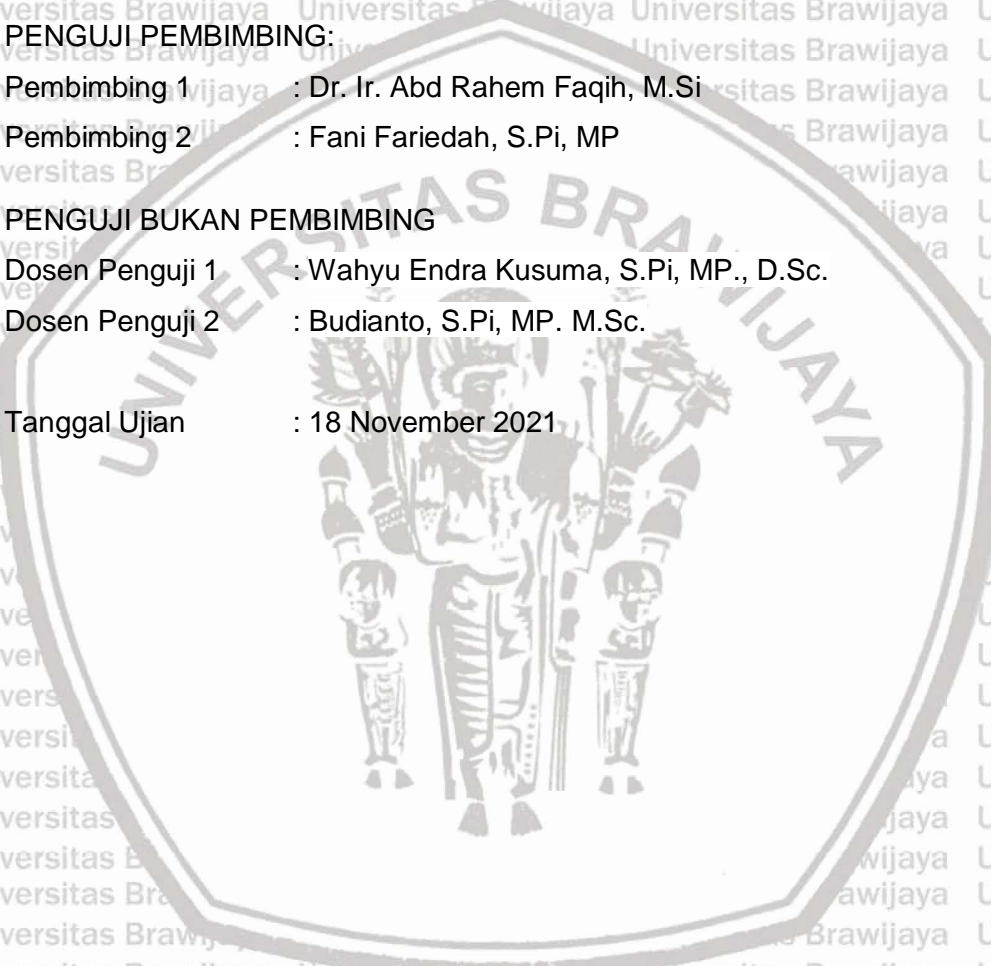 PENGUJI PEMBIMBING:
Pembimbing 1 : Dr. Ir. Abd Rahem Faqih, M.Si
Pembimbing 2 : Fani Fariedah, S.Pi, MP
PENGUJI BUKAN PEMBIMBING
Dosen Penguji 1 : Wahyu Endra Kusuma, S.Pi, MP., D.Sc.
Dosen Penguji 2 : Budianto, S.Pi, MP. M.Sc.
Tanggal Ujian : 18 November 2021
UNIVERSITAS BRAWIJAYA